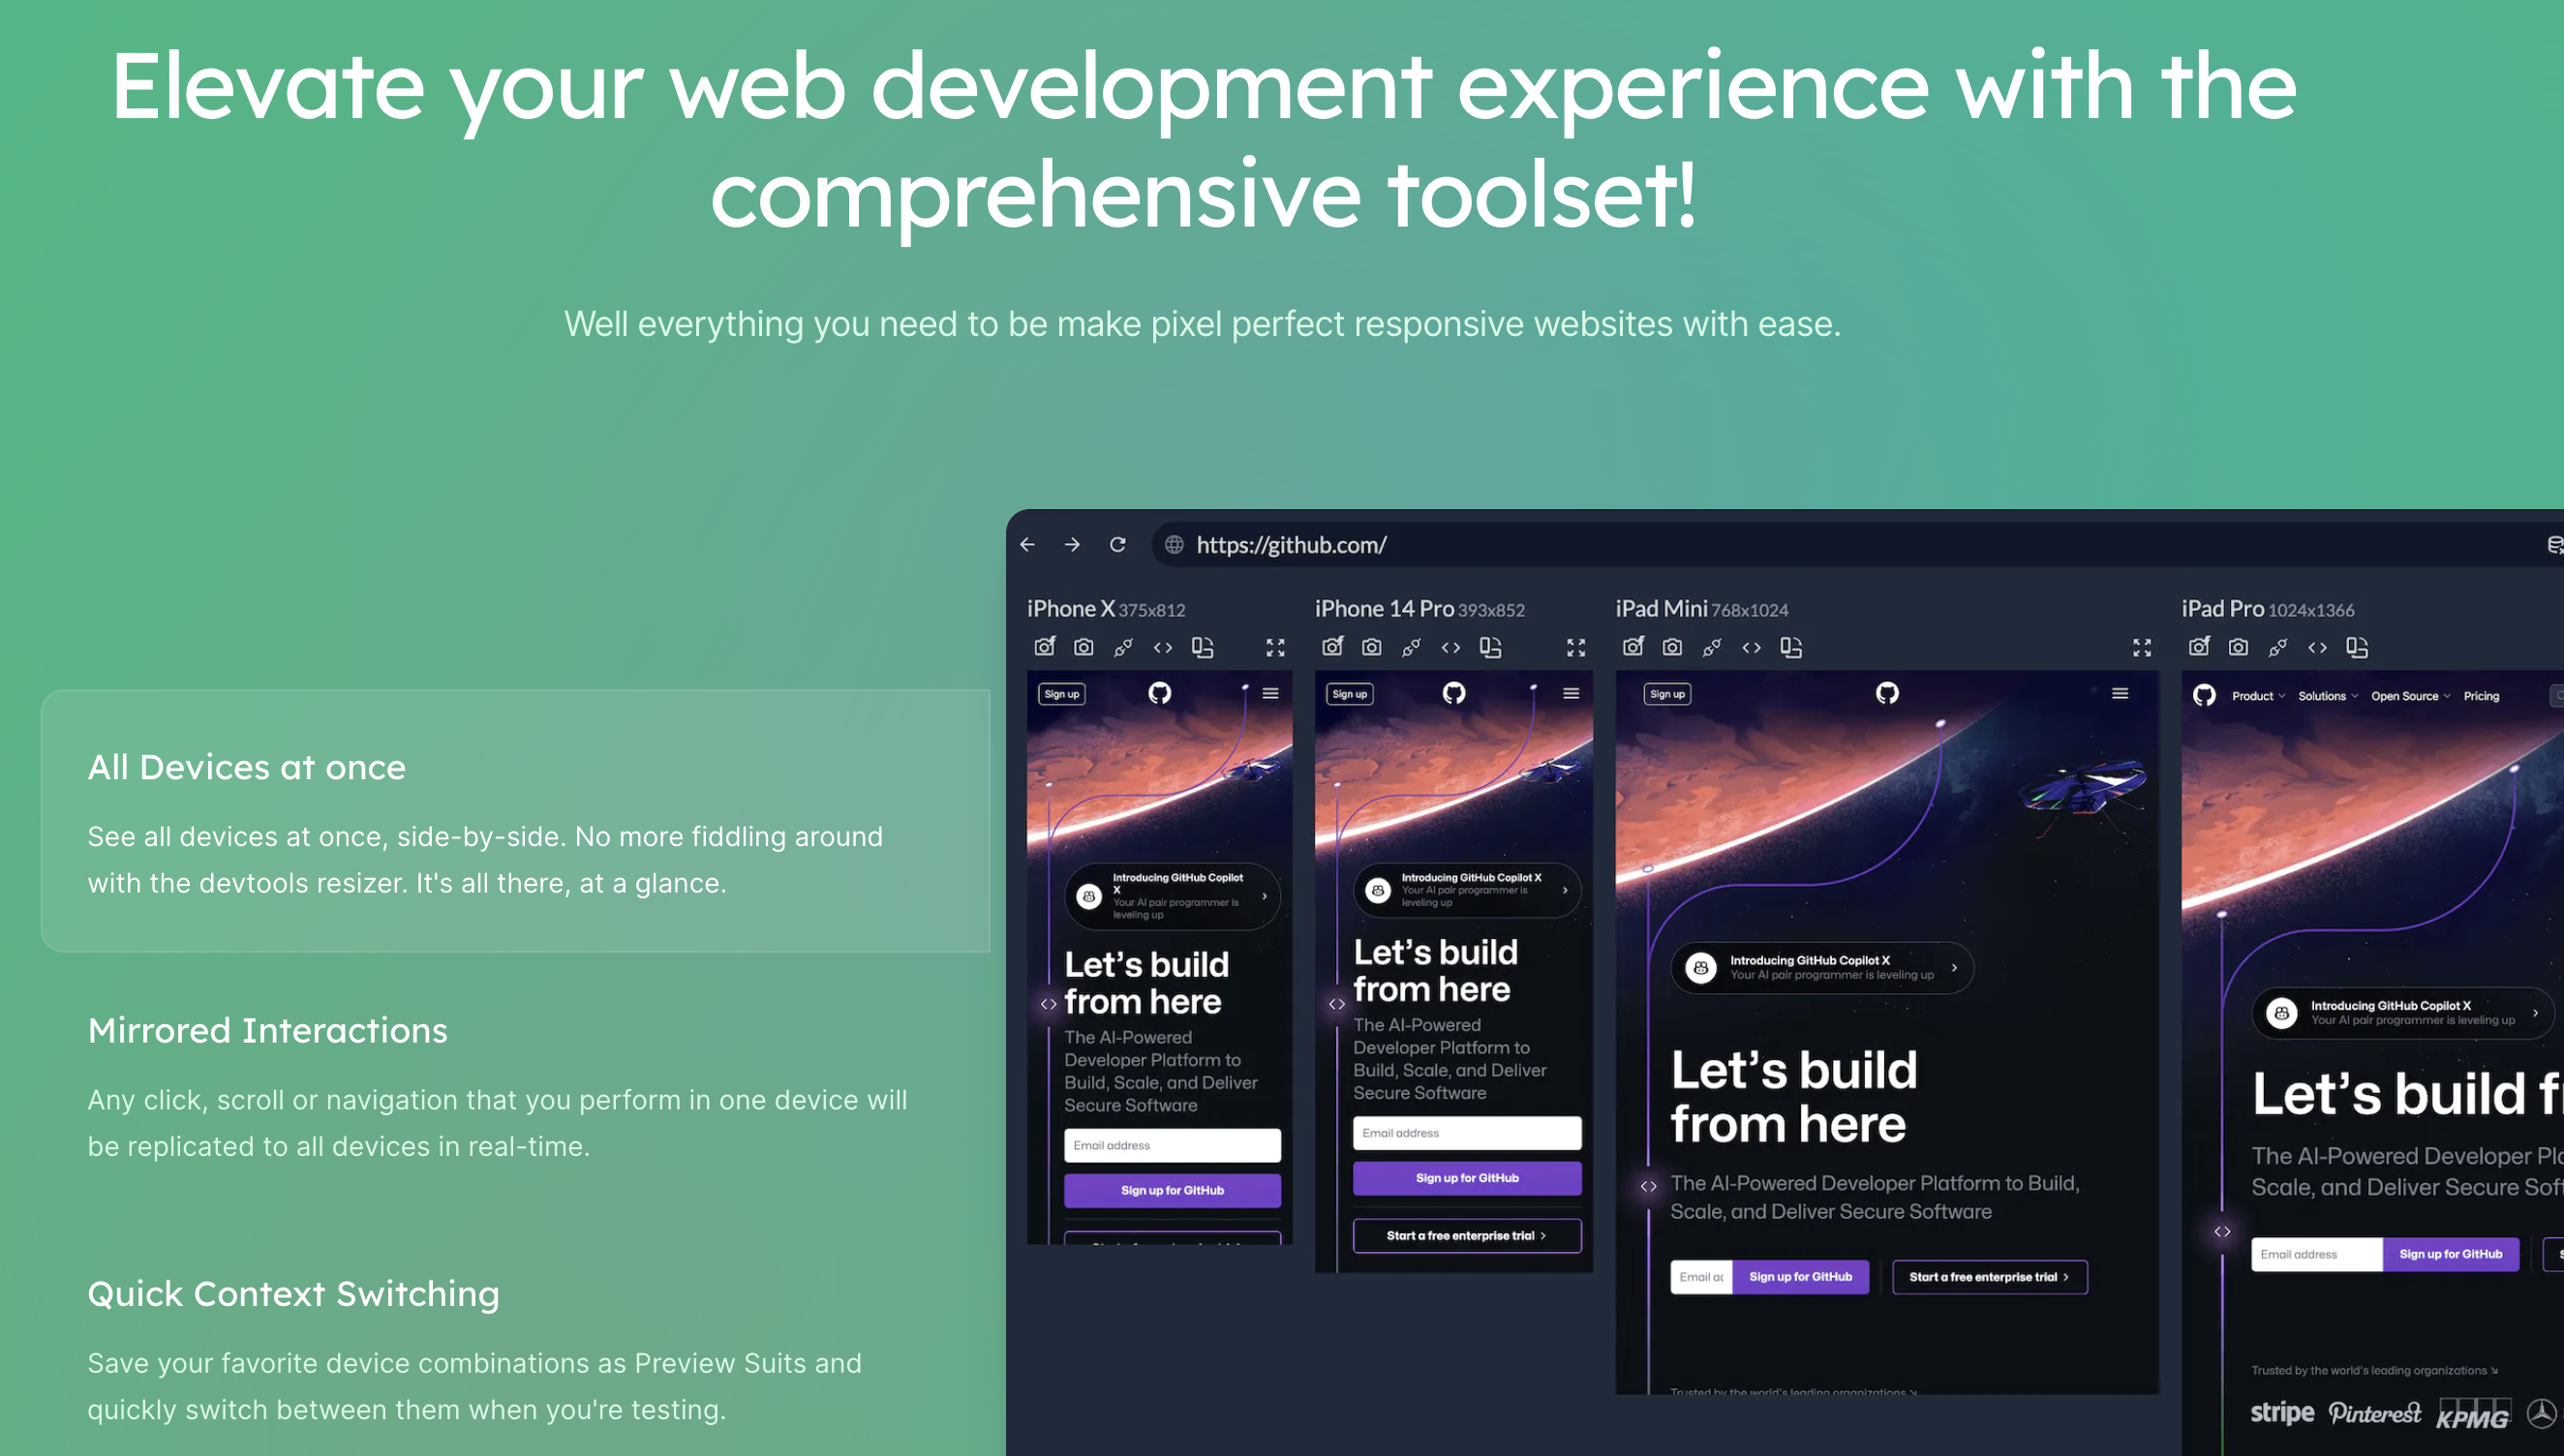 Elevate your web development experience with the
comprehensive toolset!
Well everything you need to be make pixel perfect responsive websites with ease.
All Devices at once
See all devices at once, side-by-side. No more fiddling around
with the devtools resizer. It's all there, at a glance.
Mirrored Interactions
Any click, scroll or navigation that you perform in one device will
be replicated to all devices in real-time.
Quick Context Switching
Save your favorite device combinations as Preview Suits and
quickly switch between them when you're testing.
https://github.com/
iPhone X 375x812
Sign up
Introducing GitHub Copilot
X
Your AI pair programmer is
leveling up
Let's build
from here
The AI-Powered
Developer Platform to
Build, Scale, and Deliver
Secure Software
Email address
Sign up for GitHub
iPhone 14 Pro 393x852
Sign up
Introducing GitHub Copilot X
Your AI pair programmer is
leveling up
Let's build
from here
The AI-Powered
Developer Platform to
Build, Scale, and Deliver
Secure Software
Email address
Sign up for GitHub
Start a free enterprise trial
iPad Mini 768x1024
Sign up
Introducing GitHub Copilot X
Your AI pair programmer is leveling up
Let's build
from here
The AI-Powered Developer Platform to Build,
Scale, and Deliver Secure Software
Email ac
Sign up for GitHub
Start a free enterprise trial
Trusted by the world's leading organizations
iPad Pro 1024x1366
Product Solutions Open Source Pricing
Introducing GitHub Copilot X
Your AI pair programmer is leveling up
Let's build f
The AI-Powered Developer Pla
Scale, and Deliver Secure Soft
Email address
Sign up for GitHub
S
Trusted by the world's leading organizations
stripe Pinterest KPMG